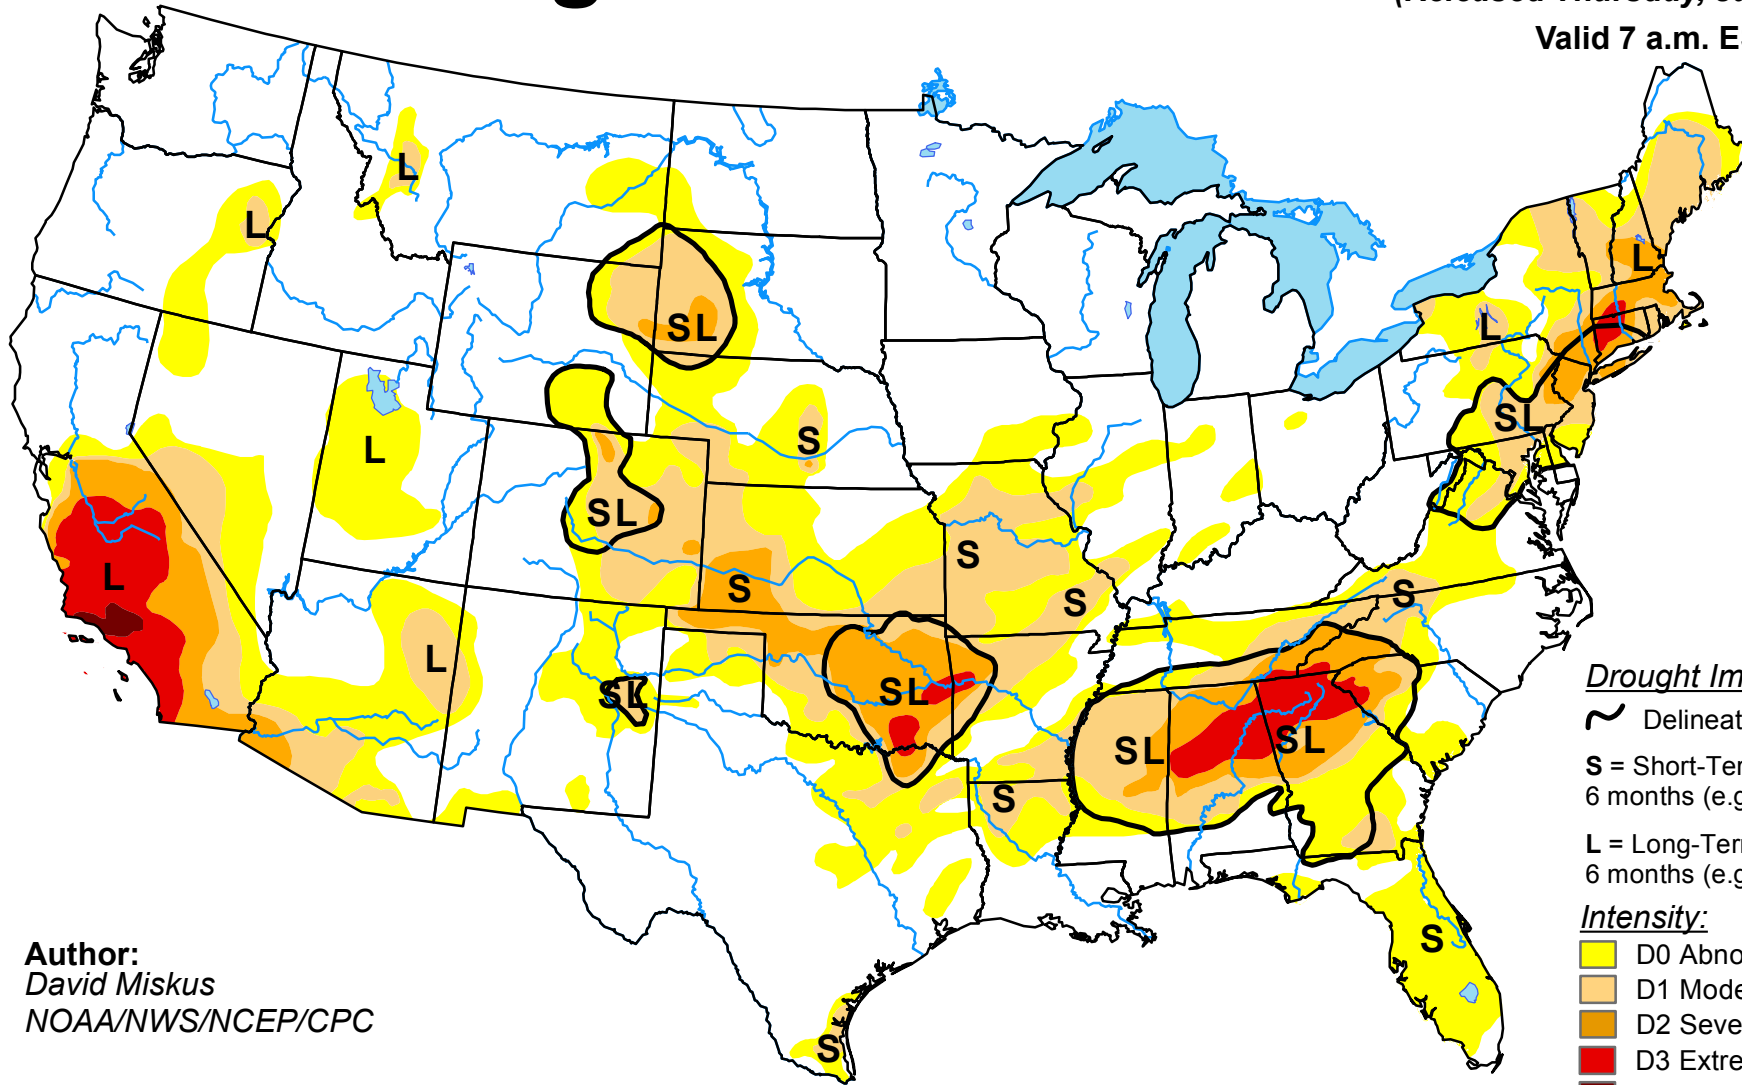 Valid 7 a.m.
L
L
SL
S
L
SL
L
L
SL
S
S
S
S
S
SL
L
L
SL
SL
SL
S
S
S
Drought
Delineat
S = Short-Ter
6 months (e.g
L = Long-Ter
6 months (e.g
Intensity:
D0 Abno
D1 Mode
D2 Seve
D3 Extre
Author:
David Miskus
NOAA/NWS/NCEP/CPC